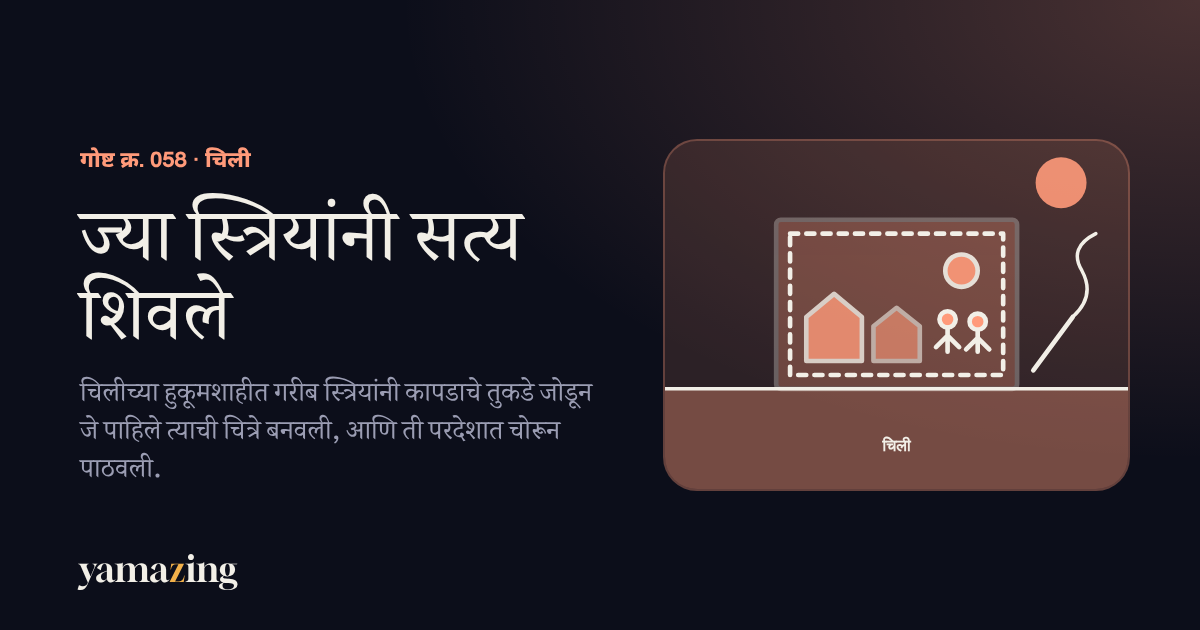 गोष्ट क्र. 058 · चिली
ज्या स्त्रियांनी सत्य
शिवले
चिलीच्या हुकूमशाहीत गरीब स्त्रियांनी कापडाचे तुकडे जोडून
जे पाहिले त्याची चित्रे बनवली, आणि ती परदेशात चोरून
पाठवली.
चिली
yamazing